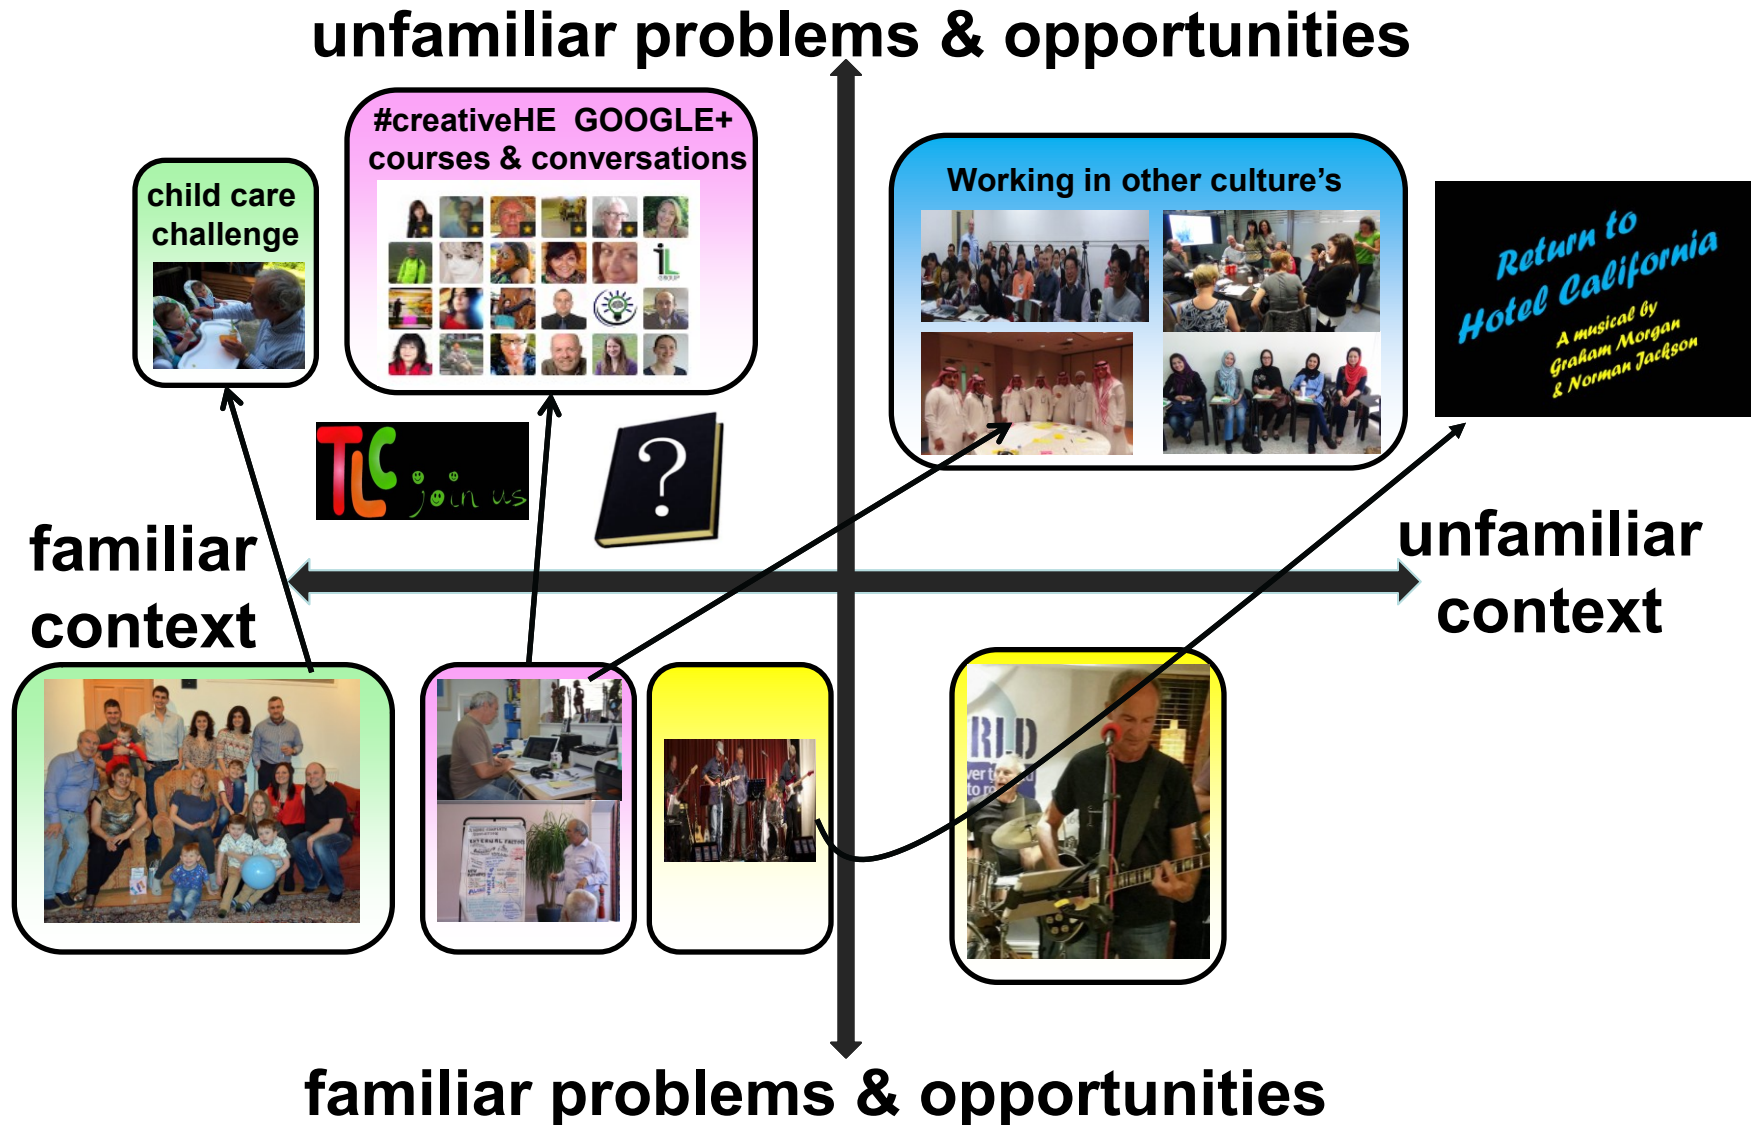 unfamiliar problems & opportunities
#creativeHE GOOGLE+
courses & conversations
child care
challenge
Working in other culture's
Return to
Hotel California
A musical by
Graham Morgan
& Norman Jackson
TLC join us
?
familiar
context
unfamiliar
context
RLD
familiar problems & opportunities